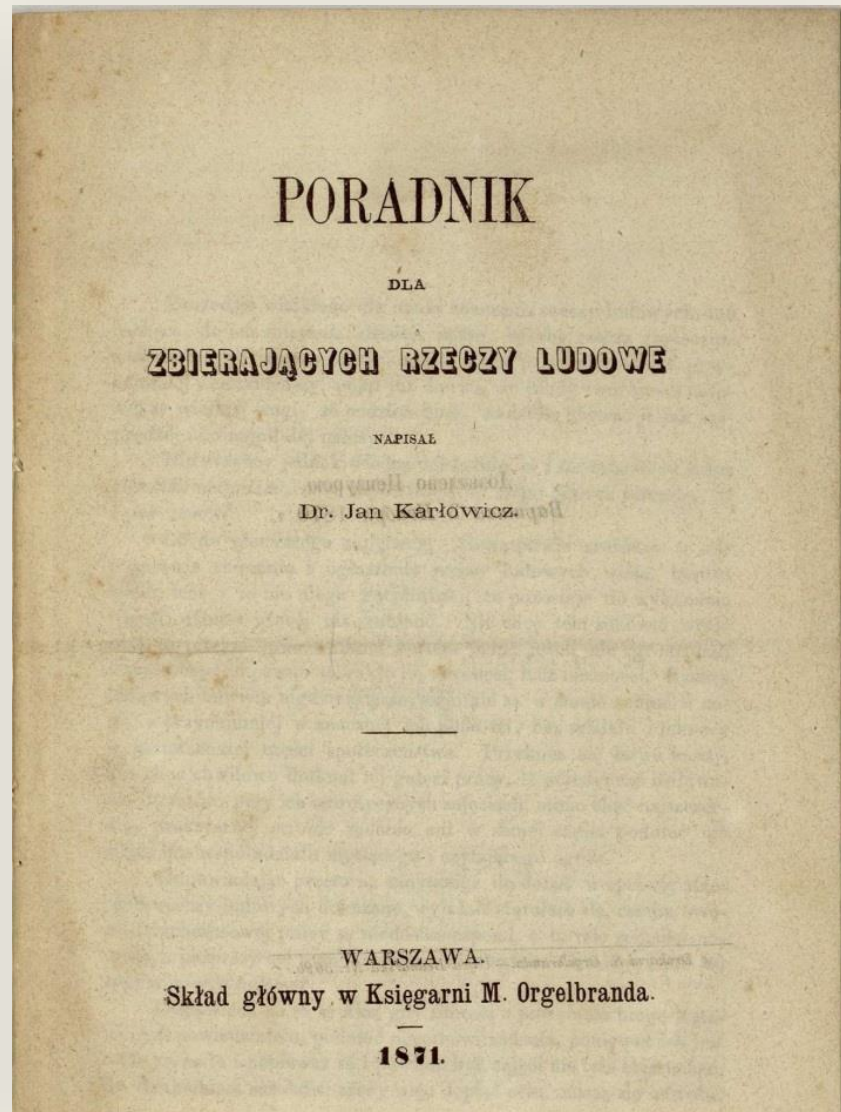 PORADNIK
DLA
ZBIERAJĄCYCH RZECZY LUDOWE
NAPISAŁ
Dr. Jan Karłowicz.
WARSZAWA.
Skład główny w Księgarni M. Orgelbranda.
1871.